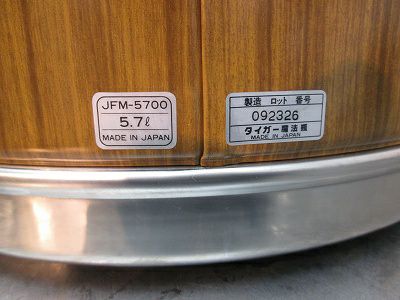 JFM-5700
5.7ℓ
MADE IN JAPAN
製造 ロット 番号
092326
タイガー魔法瓶
MADE IN JAPAN